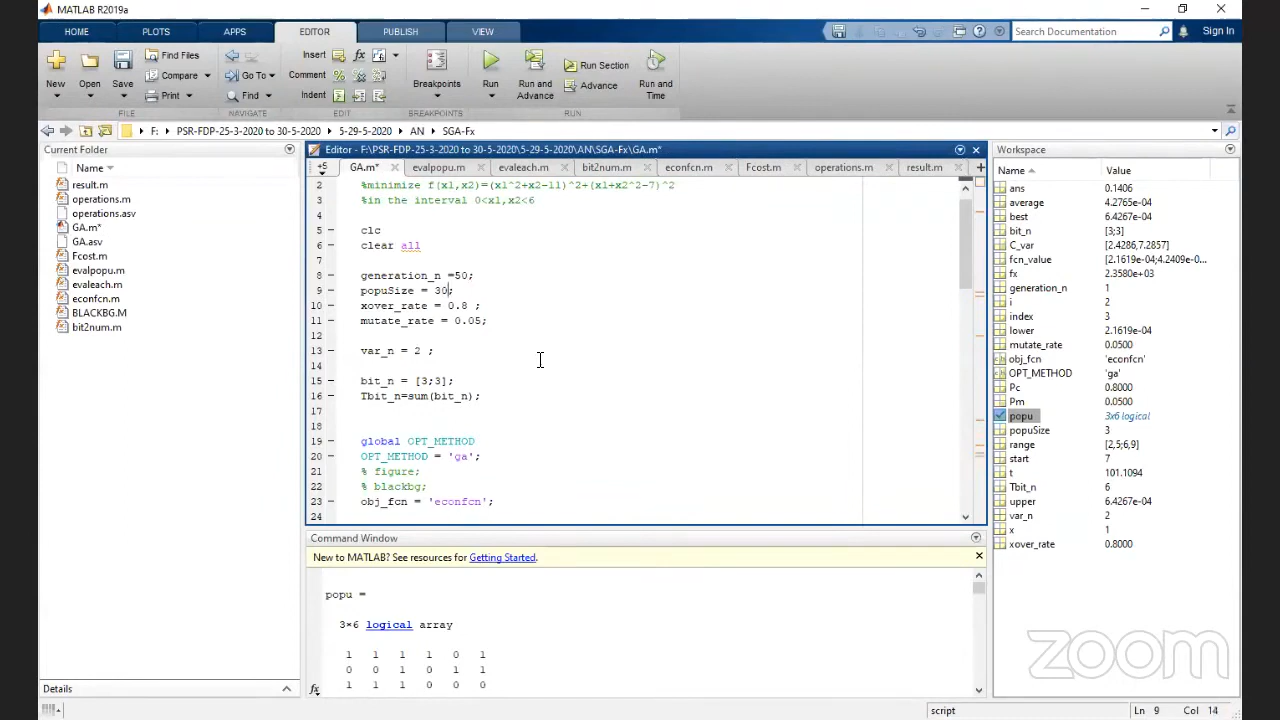 MATLAB R2019a
HOME PLOTS APPS EDITOR PUBLISH VIEW
Search Documentation
Sign In
New
Open
Save
Find Files
Compare
Print
FILE
Go To
Find
NAVIGATE
Insert
Comment
Indent
EDIT
Breakpoints
BREAKPOINTS
Run
Run and Advance
Run Section
Advance
Run and Time
RUN
F: PSR-FDP-25-3-2020 to 30-5-2020 5-29-5-2020 AN SGA-Fx
Current Folder
Name
result.m
operations.m
operations.asv
GA.m*
GA.asv
Fcost.m
evalpopu.m
evaleach.m
econfcn.m
BLACKBG.M
bit2num.m
Details
Editor - F:\PSR-FDP-25-3-2020 to 30-5-2020\5-29-5-2020\AN\SGA-Fx\GA.m*
+5 GA.m* evalpopu.m evaleach.m bit2num.m econfcn.m Fcost.m operations.m result.m
2 %minimize f(x1,x2)=(x1^2+x2-11)^2+(x1+x2^2-7)^2
3 %in the interval 0<x1,x2<6
4
5 clc
6 clear all
7
8 generation_n =50;
9 popuSize = 30;
10 xover_rate = 0.8 ;
11 mutate_rate = 0.05;
12
13 var_n = 2 ;
14
15 bit_n = [3;3];
16 Tbit_n=sum(bit_n);
17
18
19 global OPT_METHOD
20 OPT_METHOD = 'ga';
21 % figure;
22 % blackbg;
23 obj_fcn = 'econfcn';
24
Command Window
New to MATLAB? See resources for Getting Started.
popu =
3×6 logical array
1 1 1 1 0 1
0 0 1 0 1 1
1 1 1 0 0 0
fx
Workspace
Name Value
ans 0.1406
average 4.2765e-04
best 6.4267e-04
bit_n [3;3]
C_var [2.4286,7.2857]
fcn_value [2.1619e-04;4.2409e-0...
fx 2.3580e+03
generation_n 1
i 2
index 3
lower 2.1619e-04
mutate_rate 0.0500
obj_fcn 'econfcn'
OPT_METHOD 'ga'
Pc 0.8000
Pm 0.0500
popu 3x6 logical
popuSize 3
range [2,5;6,9]
start 7
t 101.1094
Tbit_n 6
upper 6.4267e-04
var_n 2
x 1
xover_rate 0.8000
zoom
script Ln 9 Col 14